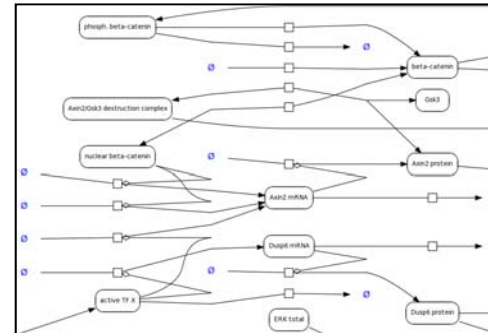 phosph. beta-catenin
Ø
Ø
beta-catenin
Axin2/Gsk3 destruction complex
Gsk3
nuclear beta-catenin
Ø
Axin2 protein
Ø
Axin2 mRNA
Ø
Ø
Dusp6 mRNA
Ø
Ø
active TF X
Ø
Dusp6 protein
ERK total